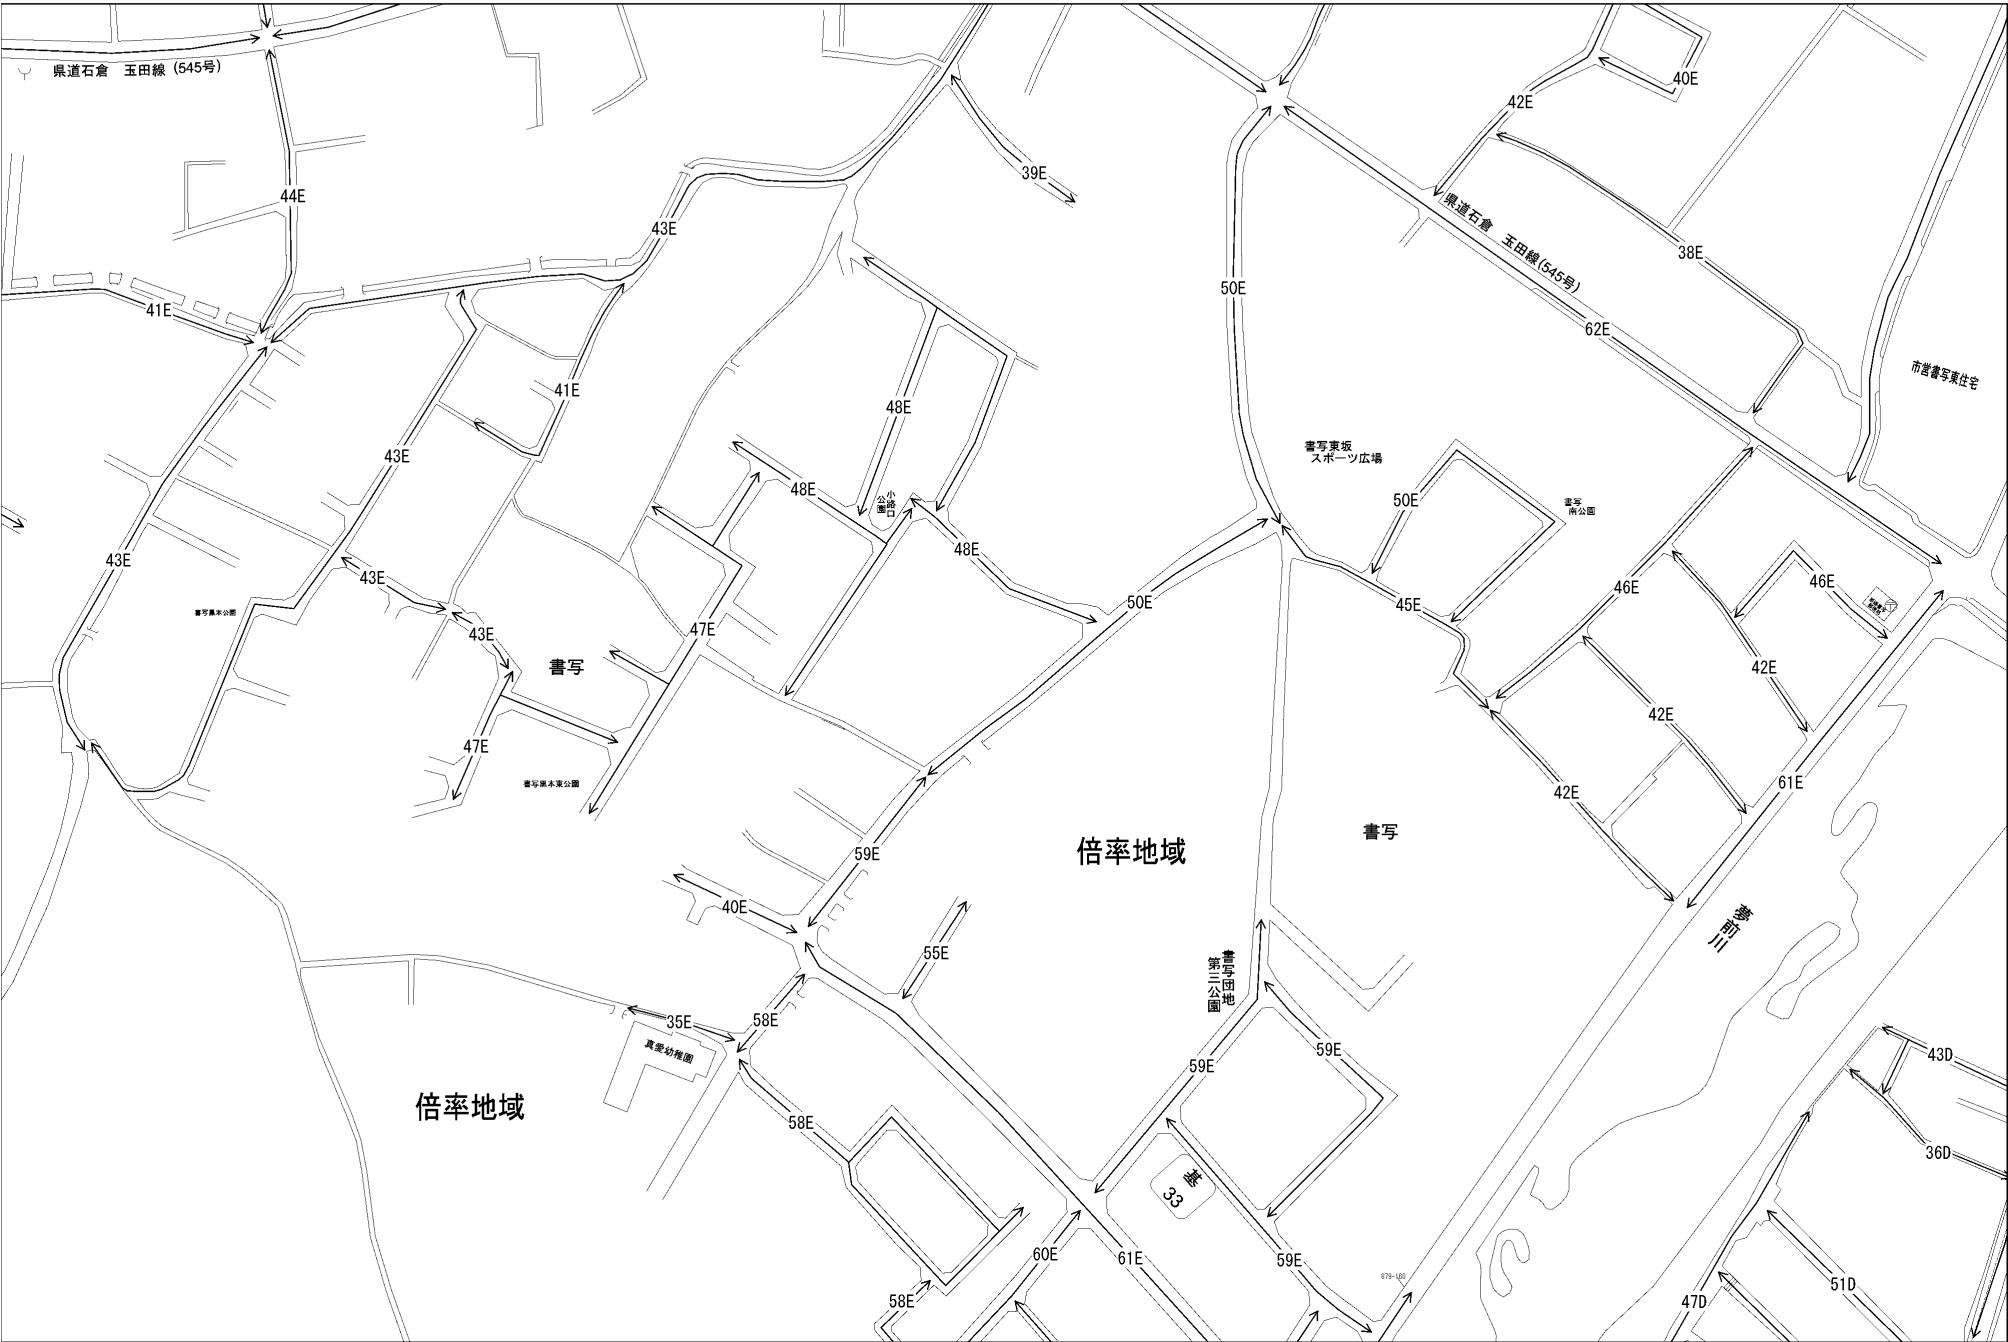 県道石倉　玉田線 (545号)
40E
42E
39E
44E
43E
県道石倉　玉田線(545号)
38E
50E
41E
62E
市営書写東住宅
41E
48E
43E
書写東坂
スポーツ広場
48E
小路口
公園
50E
書写
南公園
48E
43E
43E
46E
46E
50E
45E
書写黒本公園
43E
47E
書写
42E
42E
47E
書写黒本東公園
61E
42E
倍率地域
書写
59E
40E
夢前川
55E
書写団地
第三公園
35E
58E
真愛幼稚園
59E
59E
43D
倍率地域
58E
36D
基
33
60E
61E
59E
879-160
58E
47D
51D